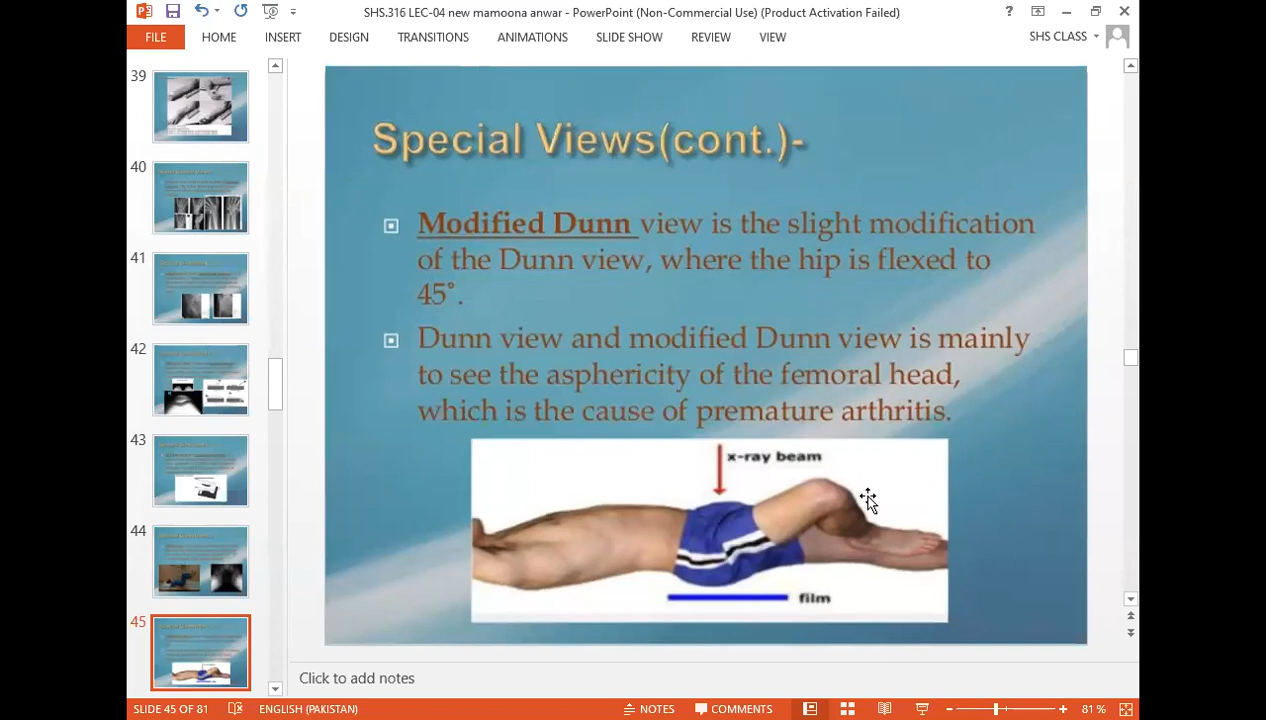 SHS.316 LEC-04 new mamoona anwar - PowerPoint (Non-Commercial Use) (Product Activation Failed)
FILE HOME INSERT DESIGN TRANSITIONS ANIMATIONS SLIDE SHOW REVIEW VIEW SHS CLASS
39
40
41
42
43
44
45
Special Views(cont.)-
Modified Dunn view is the slight modification
of the Dunn view, where the hip is flexed to
45˚.
Dunn view and modified Dunn view is mainly
to see the asphericity of the femoral head,
which is the cause of premature arthritis.
x-ray beam
film
Click to add notes
SLIDE 45 OF 81 ENGLISH (PAKISTAN) NOTES COMMENTS 81 %